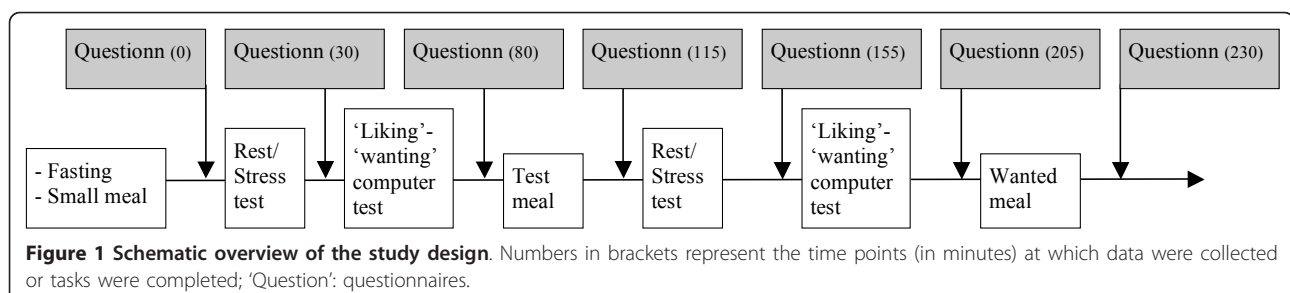 Questionn (0) Questionn (30) Questionn (80) Questionn (115) Questionn (155) Questionn (205) Questionn (230)
- Fasting
- Small meal
Rest/
Stress
test
‘Liking’-
‘wanting’
computer
test
Test
meal
Rest/
Stress
test
‘Liking’-
‘wanting’
computer
test
Wanted
meal
Figure 1 Schematic overview of the study design. Numbers in brackets represent the time points (in minutes) at which data were collected
or tasks were completed; ‘Question’: questionnaires.